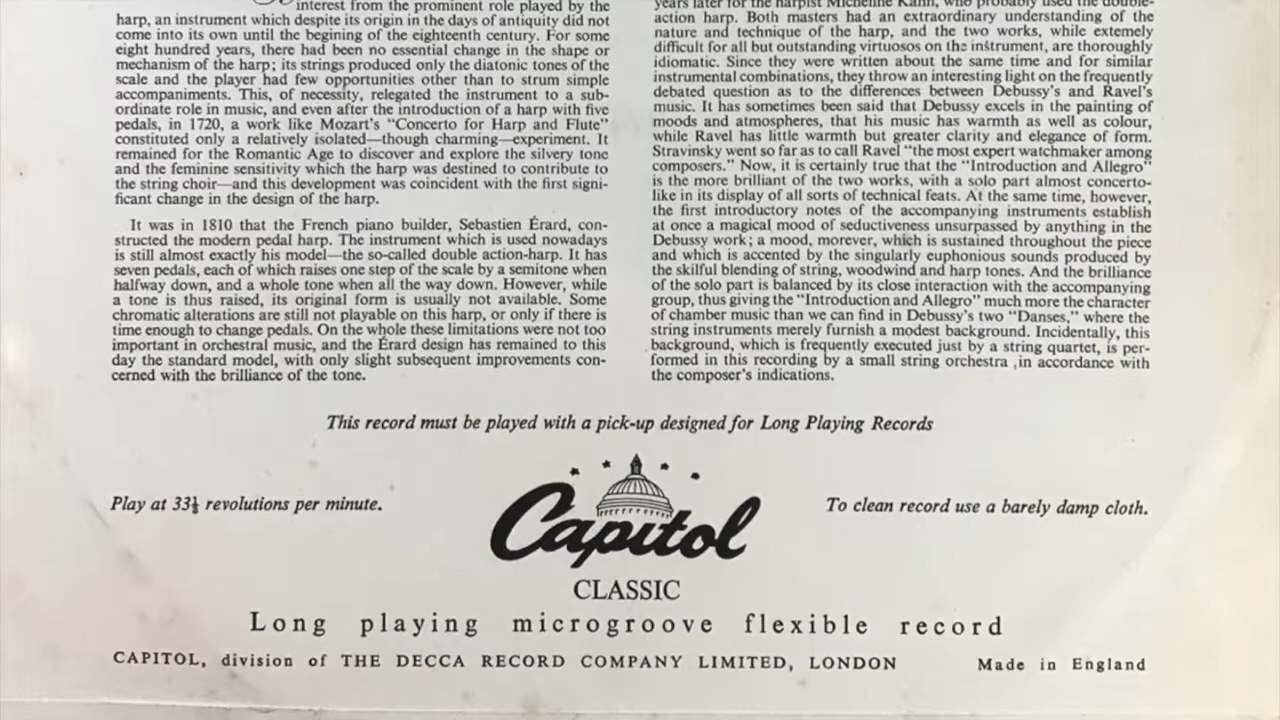 interest from the prominent role played by the
harp, an instrument which despite its origin in the days of antiquity did not
come into its own until the begining of the eighteenth century. For some
eight hundred years, there had been no essential change in the shape or
mechanism of the harp; its strings produced only the diatonic tones of the
scale and the player had few opportunities other than to strum simple
accompaniments. This, of necessity, relegated the instrument to a sub-
ordinate role in music, and even after the introduction of a harp with five
pedals, in 1720, a work like Mozart's "Concerto for Harp and Flute"
constituted only a relatively isolated—though charming—experiment. It
remained for the Romantic Age to discover and explore the silvery tone
and the feminine sensitivity which the harp was destined to contribute to
the string choir—and this development was coincident with the first signi-
ficant change in the design of the harp.
It was in 1810 that the French piano builder, Sebastien Érard, con-
structed the modern pedal harp. The instrument which is used nowadays
is still almost exactly his model—the so-called double action-harp. It has
seven pedals, each of which raises one step of the scale by a semitone when
halfway down, and a whole tone when all the way down. However, while
a tone is thus raised, its original form is usually not available. Some
chromatic alterations are still not playable on this harp, or only if there is
time enough to change pedals. On the whole these limitations were not too
important in orchestral music, and the Érard design has remained to this
day the standard model, with only slight subsequent improvements con-
cerned with the brilliance of the tone.
years later for the harpist Micheline Kahn, who probably used the double-
action harp. Both masters had an extraordinary understanding of the
nature and technique of the harp, and the two works, while extemely
difficult for all but outstanding virtuosos on the instrument, are thoroughly
idiomatic. Since they were written about the same time and for similar
instrumental combinations, they throw an interesting light on the frequently
debated question as to the differences between Debussy's and Ravel's
music. It has sometimes been said that Debussy excels in the painting of
moods and atmospheres, that his music has warmth as well as colour,
while Ravel has little warmth but greater clarity and elegance of form.
Stravinsky went so far as to call Ravel "the most expert watchmaker among
composers." Now, it is certainly true that the "Introduction and Allegro"
is the more brilliant of the two works, with a solo part almost concerto-
like in its display of all sorts of technical feats. At the same time, however,
the first introductory notes of the accompanying instruments establish
at once a magical mood of seductiveness unsurpassed by anything in the
Debussy work; a mood, morever, which is sustained throughout the piece
and which is accented by the singularly euphonious sounds produced by
the skilful blending of string, woodwind and harp tones. And the brilliance
of the solo part is balanced by its close interaction with the accompanying
group, thus giving the "Introduction and Allegro" much more the character
of chamber music than we can find in Debussy's two "Danses," where the
string instruments merely furnish a modest background. Incidentally, this
background, which is frequently executed just by a string quartet, is per-
formed in this recording by a small string orchestra ,in accordance with
the composer's indications.
This record must be played with a pick-up designed for Long Playing Records
Play at 33⅓ revolutions per minute.
Capitol
To clean record use a barely damp cloth.
CLASSIC
Long playing microgroove flexible record
CAPITOL, division of THE DECCA RECORD COMPANY LIMITED, LONDON
Made in England